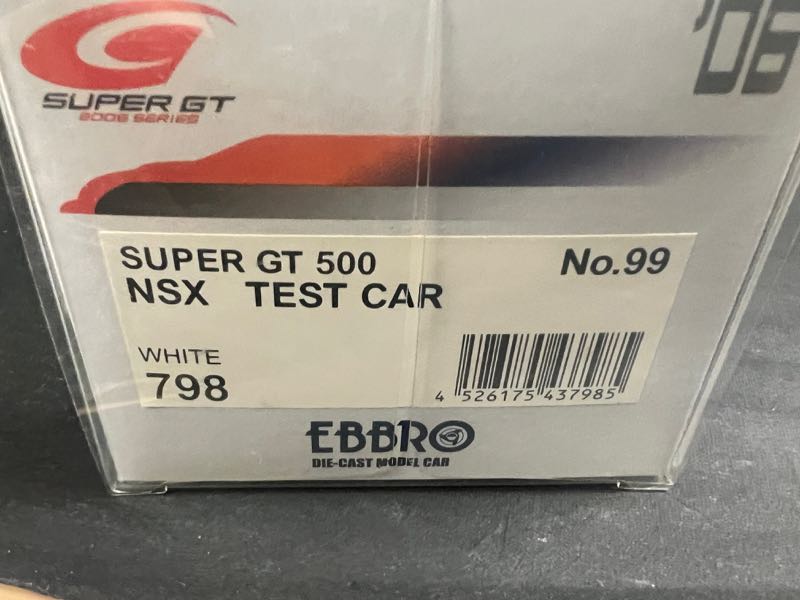 '06
SUPER GT
2006 SERIES
SUPER GT 500
No.99
NSX TEST CAR
WHITE
798
4 526175 437985
EBBRO
DIE-CAST MODEL CAR